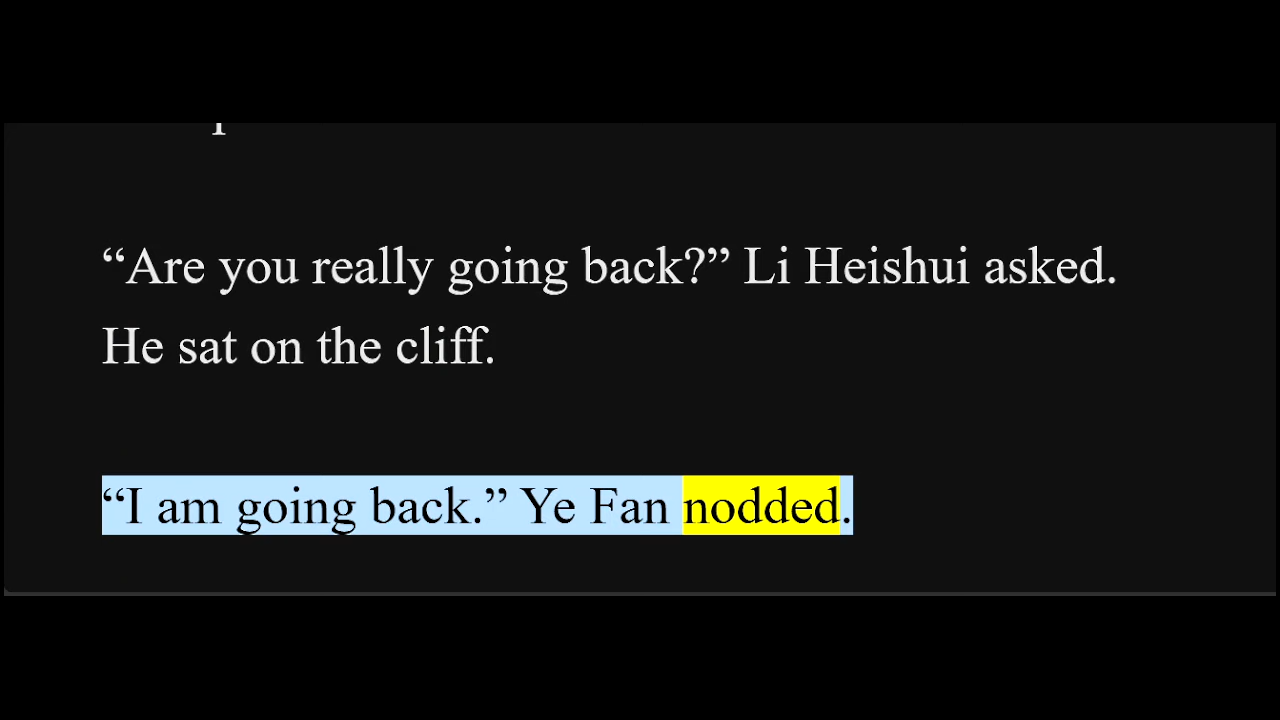 “Are you really going back?” Li Heishui asked.
He sat on the cliff.
“I am going back.” Ye Fan nodded.